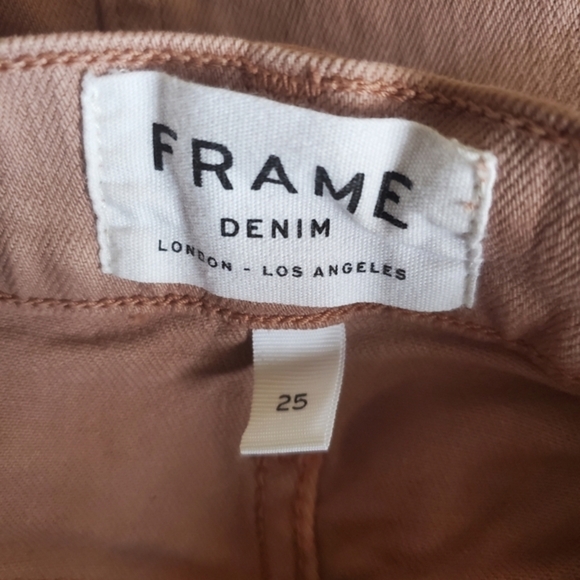 FRAME
DENIM
LONDON - LOS ANGELES
25